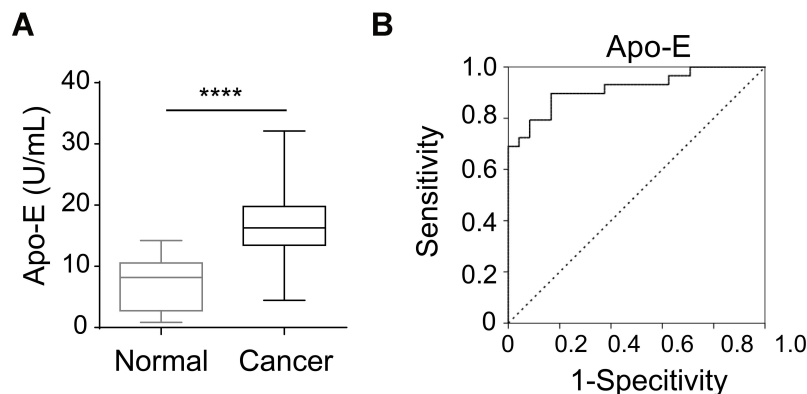 A
Apo-E (U/mL)
40
30
20
10
0
****
Normal Cancer
B
Apo-E
Sensitivity
1.0
0.8
0.6
0.4
0.2
0
0 0.2 0.4 0.6 0.8 1.0
1-Specitivity